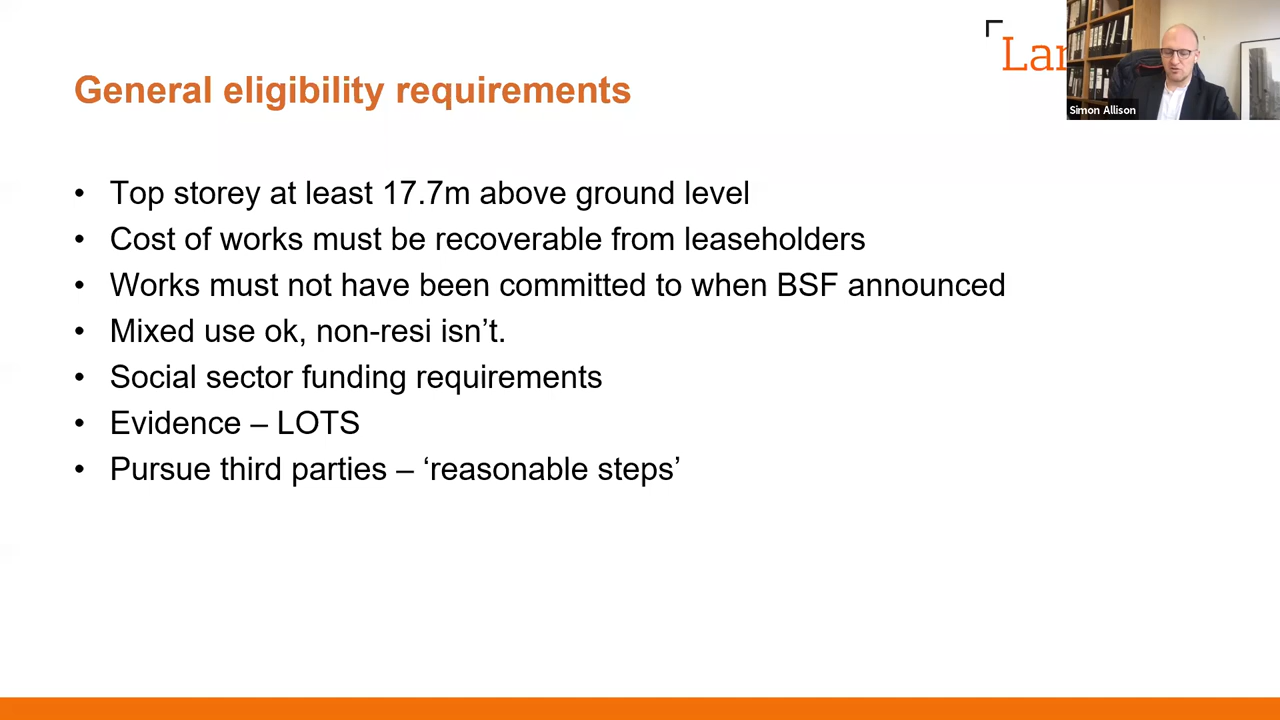 General eligibility requirements
Simon Allison
• Top storey at least 17.7m above ground level
• Cost of works must be recoverable from leaseholders
• Works must not have been committed to when BSF announced
• Mixed use ok, non-resi isn’t.
• Social sector funding requirements
• Evidence – LOTS
• Pursue third parties – ‘reasonable steps’